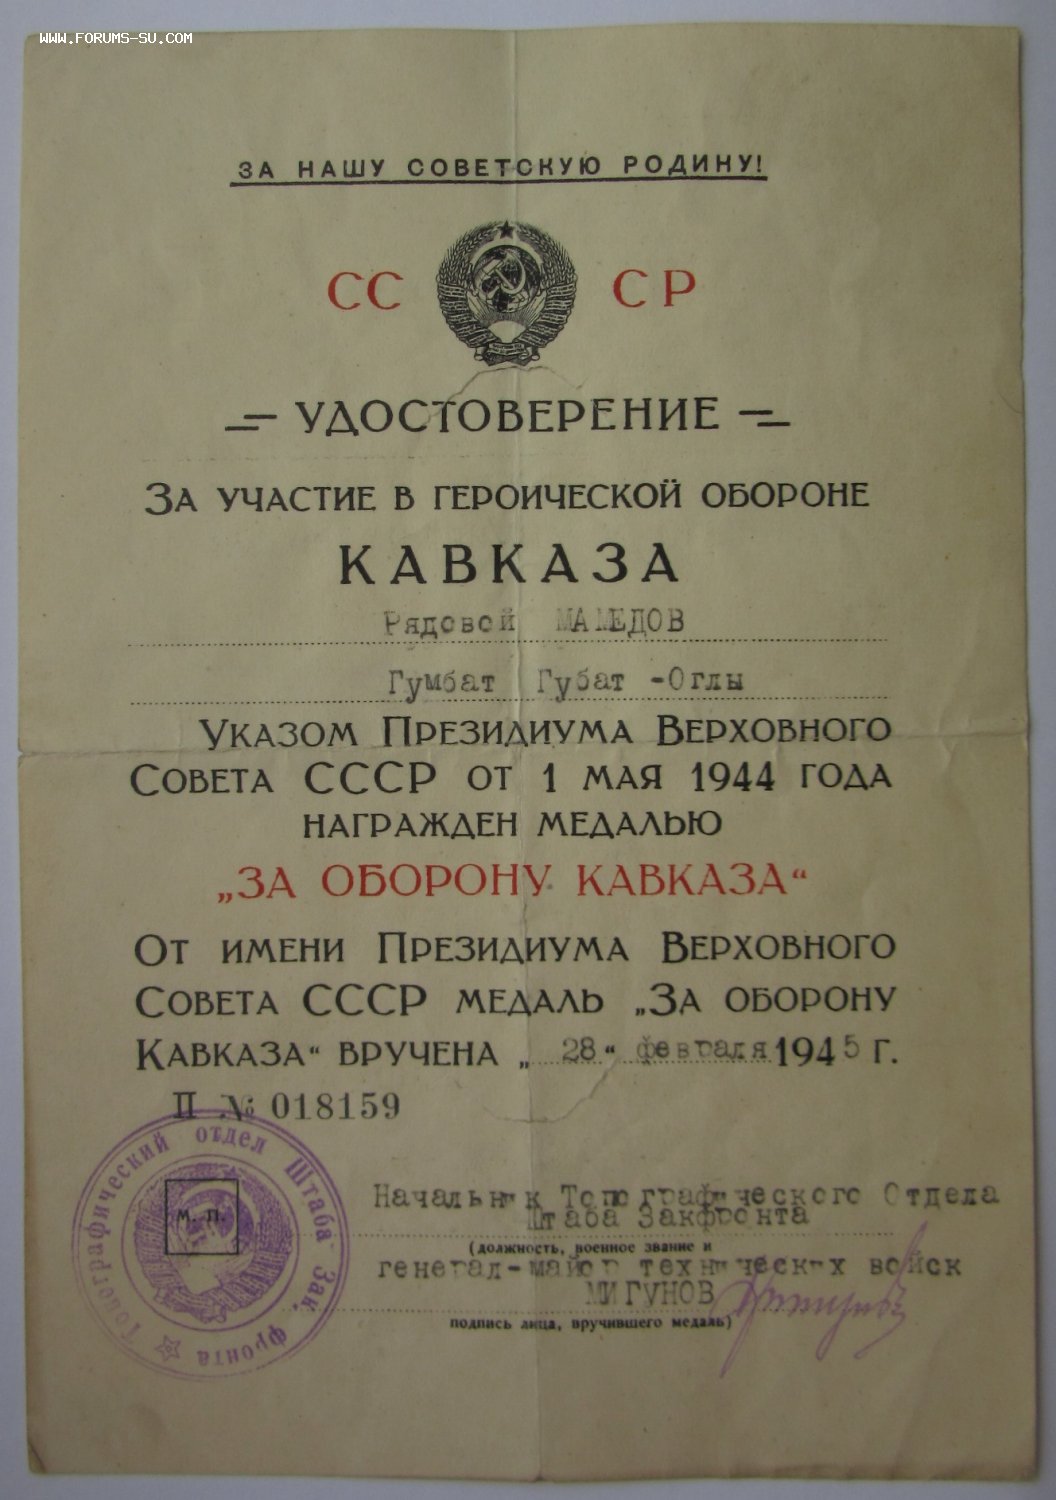 WWW.FORUMS-SU.COM
ЗА НАШУ СОВЕТСКУЮ РОДИНУ!
СС СР
УДОСТОВЕРЕНИЕ
ЗА УЧАСТИЕ В ГЕРОИЧЕСКОЙ ОБОРОНЕ
КАВКАЗА
Рядовой МАМЕДОВ
Гумбат Губат -Оглы
УКАЗОМ ПРЕЗИДИУМА ВЕРХОВНОГО
СОВЕТА СССР ОТ 1 МАЯ 1944 ГОДА
НАГРАЖДЕН МЕДАЛЬЮ
„ЗА ОБОРОНУ КАВКАЗА“
ОТ ИМЕНИ ПРЕЗИДИУМА ВЕРХОВНОГО
СОВЕТА СССР МЕДАЛЬ „ЗА ОБОРОНУ
КАВКАЗА“ ВРУЧЕНА „ 28 “ февраля 1945 Г.
П № 018159
Топографический отдел Штаба Зак. фронта
М. П.
Начальник Топографического Отдела
Штаба Закфронта
(должность, военное звание и
генерал-майор технических войск
МИГУНОВ
подпись лица, вручившего медаль)